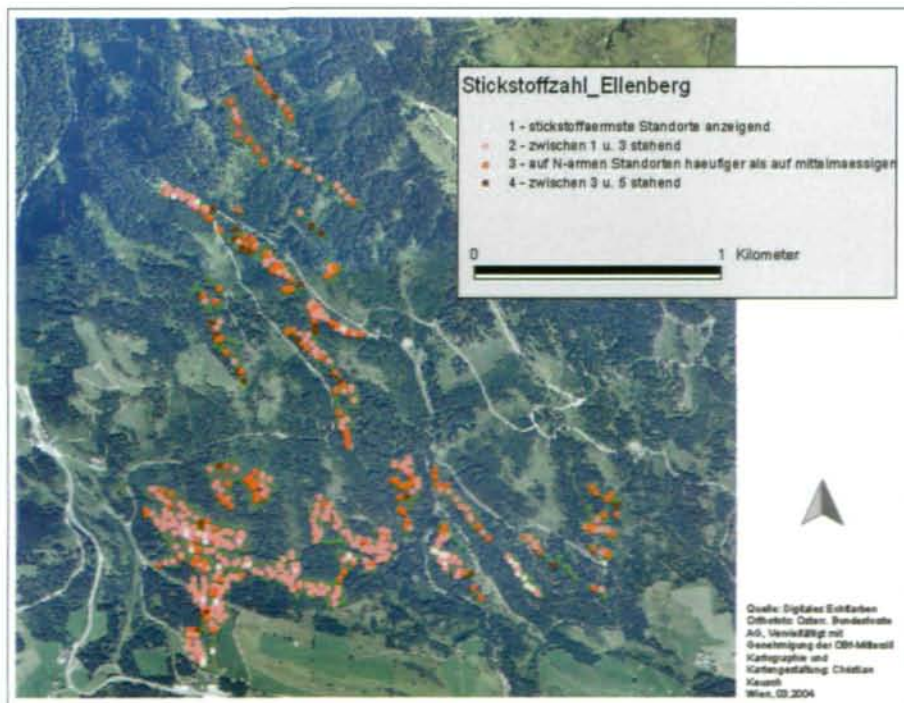 Stickstoffzahl_Ellenberg
1 - stickstoffaermste Standorte anzeigend
2 - zwischen 1 u. 3 stehend
3 - auf N-armen Standorten haeufiger als auf mittelmaessigen
4 - zwischen 3 u. 5 stehend
0 1 Kilometer
Quelle: Digitales Echtfarben
Orthofoto: Österr. Bundesforste
AG, Vervielfältigt mit
Genehmigung der ÖBf-Mittersill
Kartographie und
Kartengestaltung: Christian
Wien, 03.2004